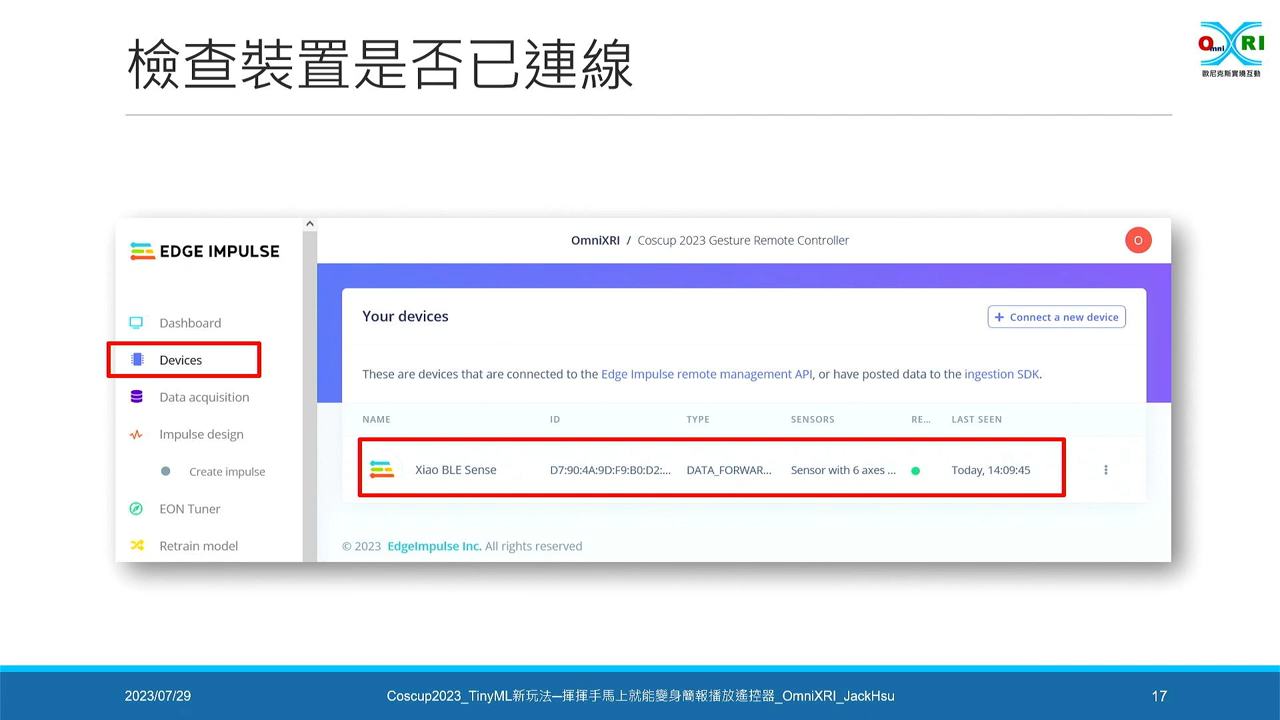 檢查裝置是否已連線
Omni XRI
歐尼克斯實境互動
EDGE IMPULSE
OmniXRI / Coscup 2023 Gesture Remote Controller
O
Dashboard
Devices
Data acquisition
Impulse design
Create impulse
EON Tuner
Retrain model
Your devices
+ Connect a new device
These are devices that are connected to the Edge Impulse remote management API, or have posted data to the ingestion SDK.
NAME ID TYPE SENSORS RE... LAST SEEN
Xiao BLE Sense D7:90:4A:9D:F9:B0:D2:... DATA_FORWAR... Sensor with 6 axes ... Today, 14:09:45
© 2023 EdgeImpulse Inc. All rights reserved
2023/07/29 Coscup2023_TinyML新玩法─揮揮手馬上就能變身簡報播放遙控器_OmniXRI_JackHsu 17